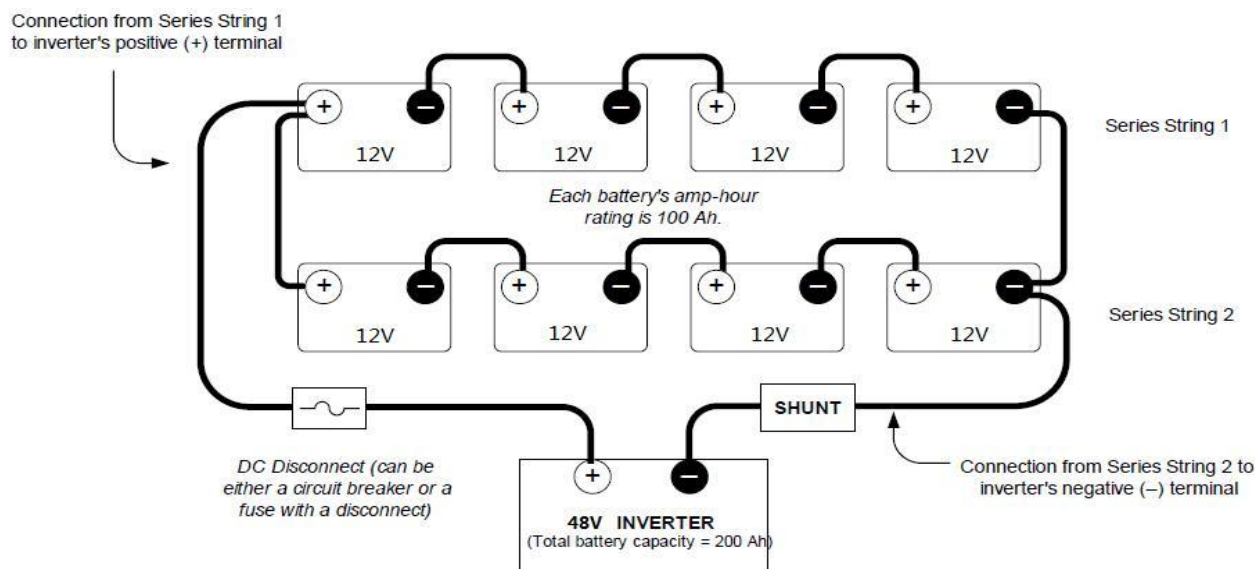 Connection from Series String 1
to inverter's positive (+) terminal
+ − + − + − + −
12V 12V 12V 12V
Series String 1
Each battery's amp-hour
rating is 100 Ah.
+ − + − + − + −
12V 12V 12V 12V
Series String 2
SHUNT
DC Disconnect (can be
either a circuit breaker or a
fuse with a disconnect)
+ −
48V INVERTER
(Total battery capacity = 200 Ah)
Connection from Series String 2 to
inverter's negative (–) terminal